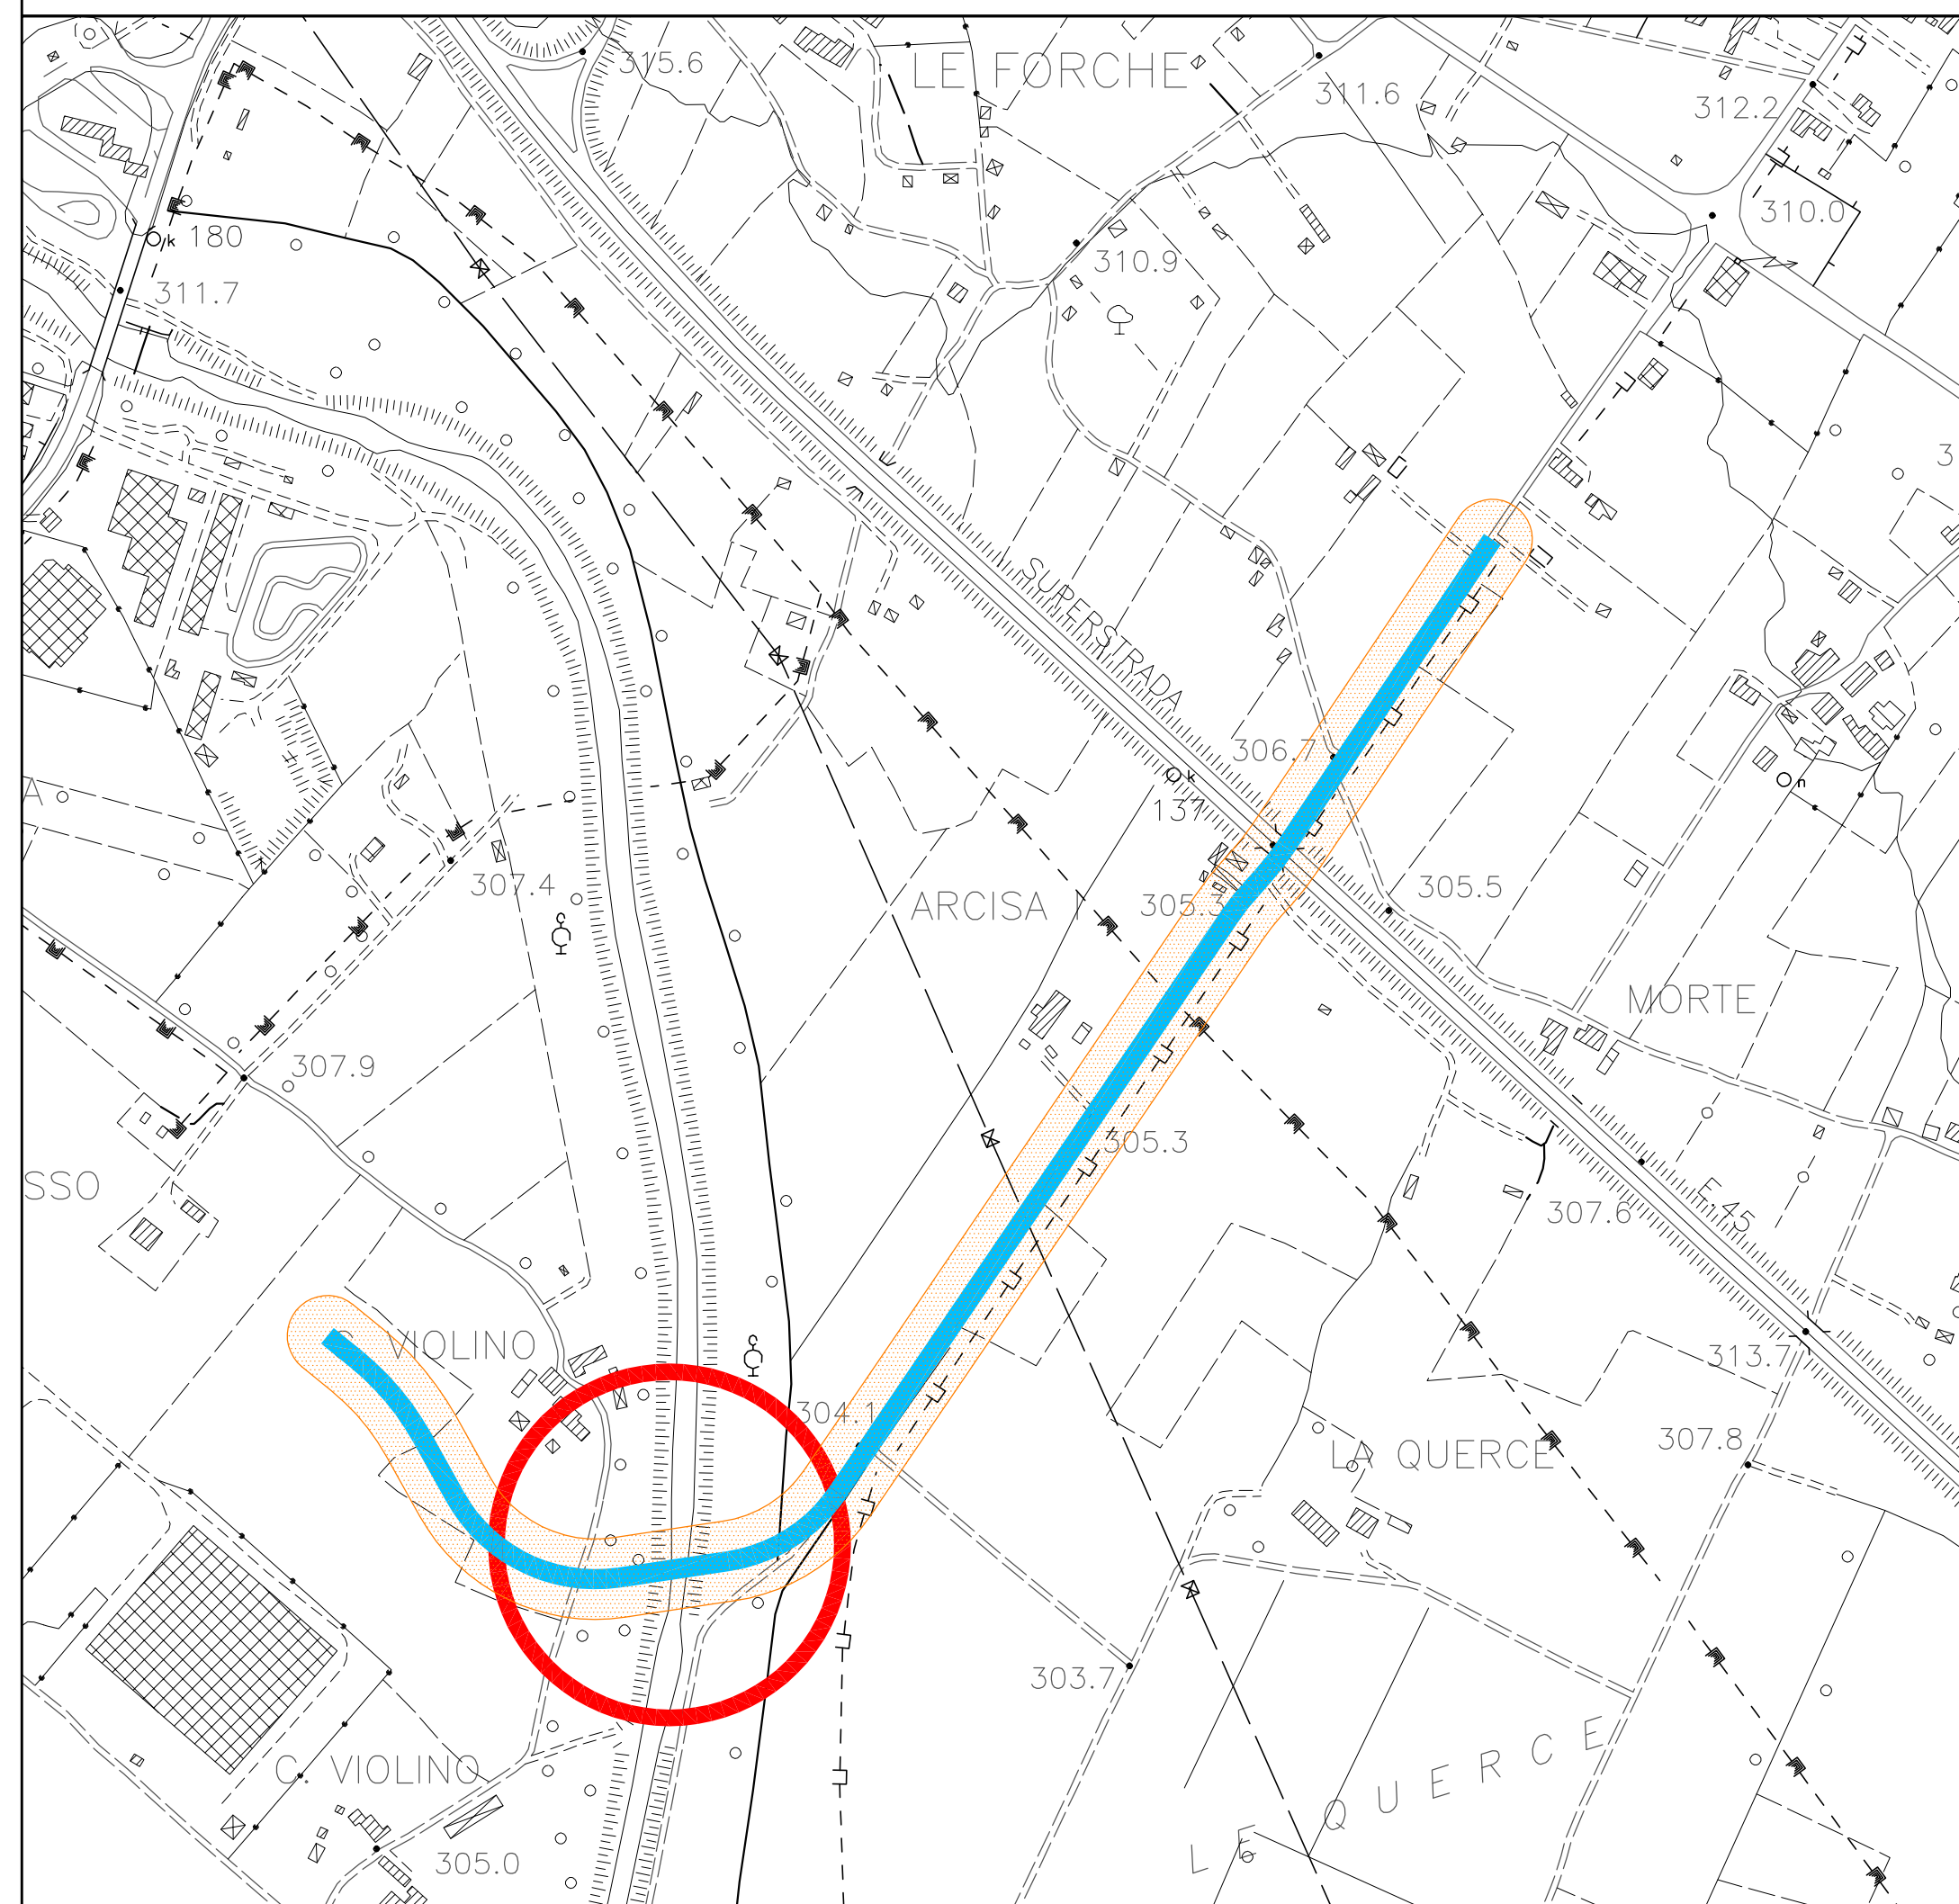 315.6
LE FORCHE
311.6
312.2
310.0
k 180
310.9
311.7
3
SUPERSTRADA
306.7
k
137
n
A
307.4
ARCISA
305.3
305.5
MORTE
307.9
305.3
SSO
E-45
307.6
VIOLINO
313.7
304.1
LA QUERCE
307.8
303.7
LE QUERCE
C. VIOLINO
305.0